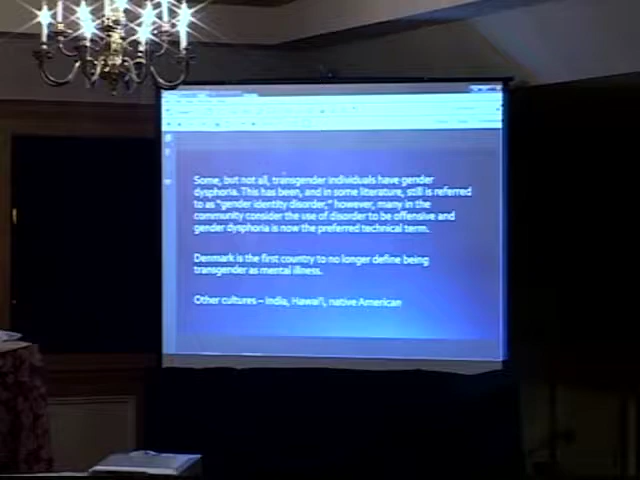 Some, but not all, transgender individuals have gender
dysphoria. This has been, and in some literature, still is referred
to as "gender identity disorder," however, many in the
community consider the use of disorder to be offensive and
gender dysphoria is now the preferred technical term.
Denmark is the first country to no longer define being
transgender as mental illness.
Other cultures – India, Hawai'i, native American